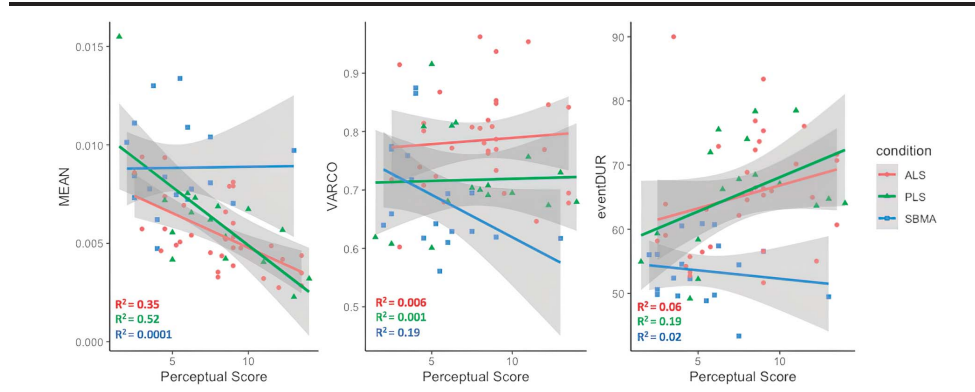 MEAN
0.015
0.010
0.005
0.000
R² = 0.35
R² = 0.52
R² = 0.0001
5
10
Perceptual Score
VARCO
0.9
0.8
0.7
0.6
0.5
R² = 0.006
R² = 0.001
R² = 0.19
5
10
Perceptual Score
eventDUR
90
80
70
60
50
R² = 0.06
R² = 0.19
R² = 0.02
5
10
Perceptual Score
condition
ALS
PLS
SBMA